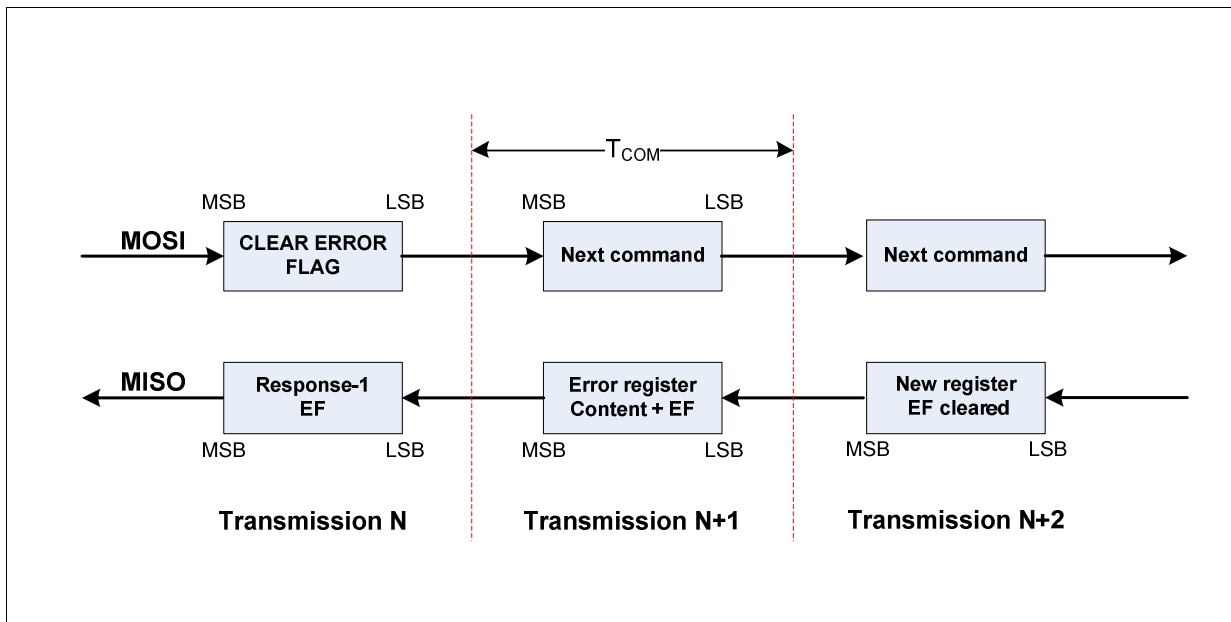 T_COM
MSB LSB MSB LSB
MOSI
CLEAR ERROR
FLAG
Next command
Next command
MISO
Response-1
EF
Error register
Content + EF
New register
EF cleared
MSB LSB MSB LSB MSB LSB
Transmission N Transmission N+1 Transmission N+2